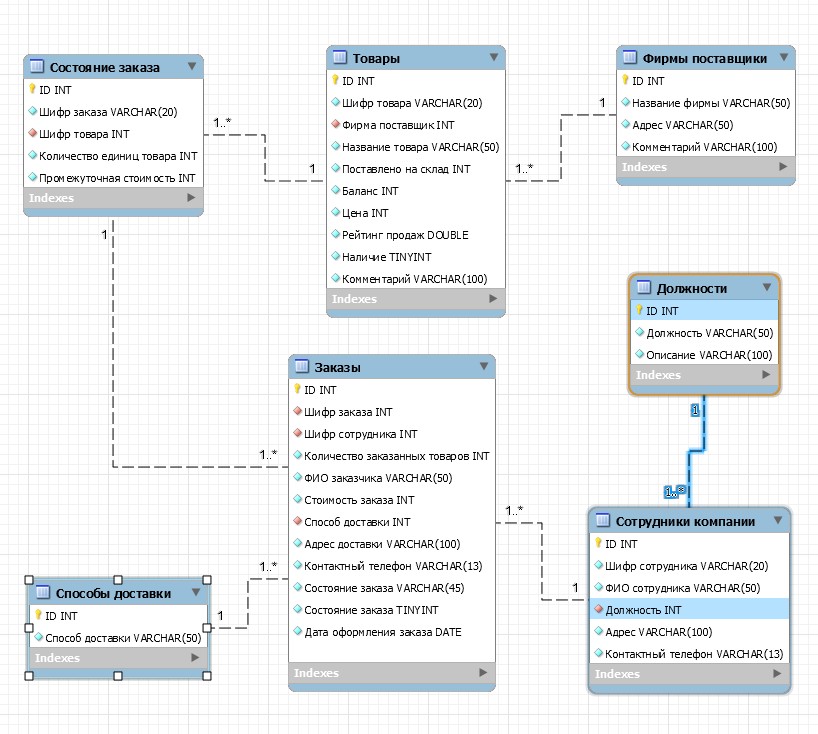 Состояние заказа
ID INT
Шифр заказа VARCHAR(20)
Шифр товара INT
Количество единиц товара INT
Промежуточная стоимость INT
Indexes
1..*
1
Товары
ID INT
Шифр товара VARCHAR(20)
Фирма поставщик INT
Название товара VARCHAR(50)
Поставлено на склад INT
Баланс INT
Цена INT
Рейтинг продаж DOUBLE
Наличие TINYINT
Комментарий VARCHAR(100)
Indexes
1..*
1
Фирмы поставщики
ID INT
Название фирмы VARCHAR(50)
Адрес VARCHAR(50)
Комментарий VARCHAR(100)
Indexes
1
1..*
Заказы
ID INT
Шифр заказа INT
Шифр сотрудника INT
Количество заказанных товаров INT
ФИО заказчика VARCHAR(50)
Стоимость заказа INT
Способ доставки INT
Адрес доставки VARCHAR(100)
Контактный телефон VARCHAR(13)
Состояние заказа VARCHAR(45)
Состояние заказа TINYINT
Дата оформления заказа DATE
Indexes
Должности
ID INT
Должность VARCHAR(50)
Описание VARCHAR(100)
Indexes
1
1..*
Сотрудники компании
ID INT
Шифр сотрудника VARCHAR(20)
ФИО сотрудника VARCHAR(50)
Должность INT
Адрес VARCHAR(100)
Контактный телефон VARCHAR(13)
Indexes
1..*
1
Способы доставки
ID INT
Способ доставки VARCHAR(50)
Indexes
1
1..*